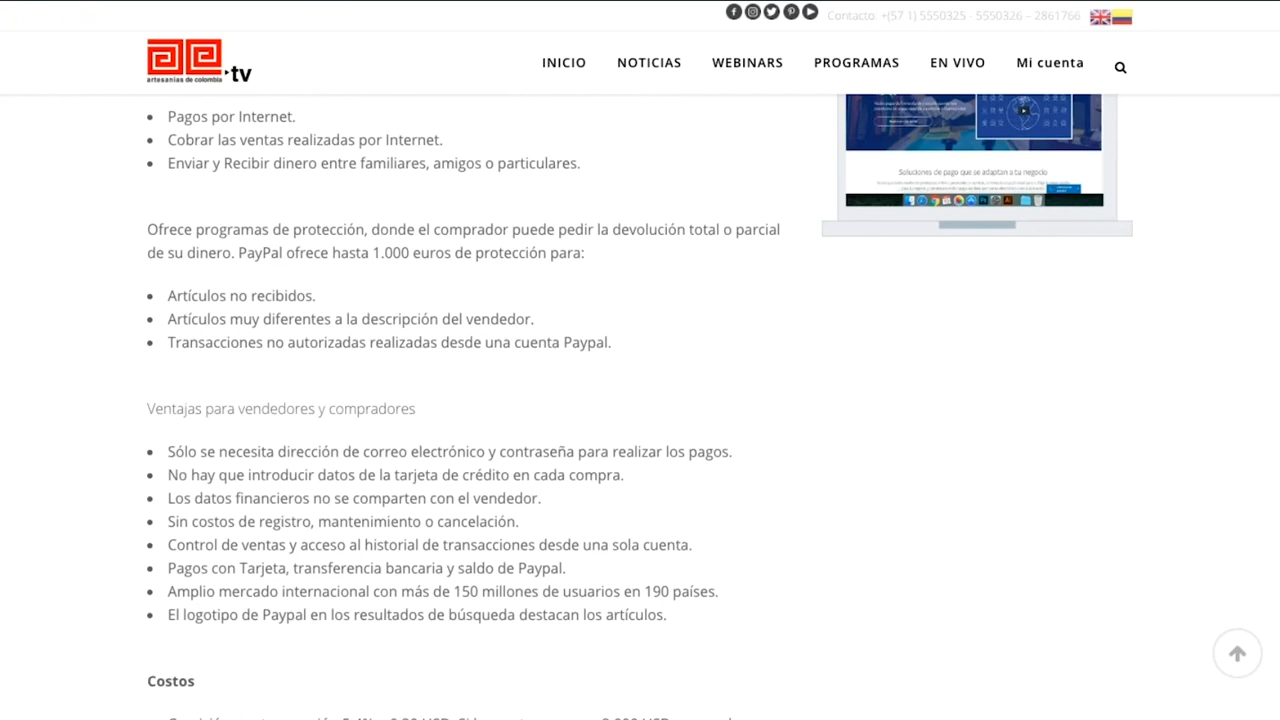 Contacto. +(57 1) 5550325 - 5550326 – 2861766
artesanías de colombia
tv
INICIO
NOTICIAS
WEBINARS
PROGRAMAS
EN VIVO
Mi cuenta
Pagos por Internet.
Cobrar las ventas realizadas por Internet.
Enviar y Recibir dinero entre familiares, amigos o particulares.
Soluciones de pago que se adaptan a tu negocio
Ofrece programas de protección, donde el comprador puede pedir la devolución total o parcial
de su dinero. PayPal ofrece hasta 1.000 euros de protección para:
Artículos no recibidos.
Artículos muy diferentes a la descripción del vendedor.
Transacciones no autorizadas realizadas desde una cuenta Paypal.
Ventajas para vendedores y compradores
Sólo se necesita dirección de correo electrónico y contraseña para realizar los pagos.
No hay que introducir datos de la tarjeta de crédito en cada compra.
Los datos financieros no se comparten con el vendedor.
Sin costos de registro, mantenimiento o cancelación.
Control de ventas y acceso al historial de transacciones desde una sola cuenta.
Pagos con Tarjeta, transferencia bancaria y saldo de Paypal.
Amplio mercado internacional con más de 150 millones de usuarios en 190 países.
El logotipo de Paypal en los resultados de búsqueda destacan los artículos.
Costos